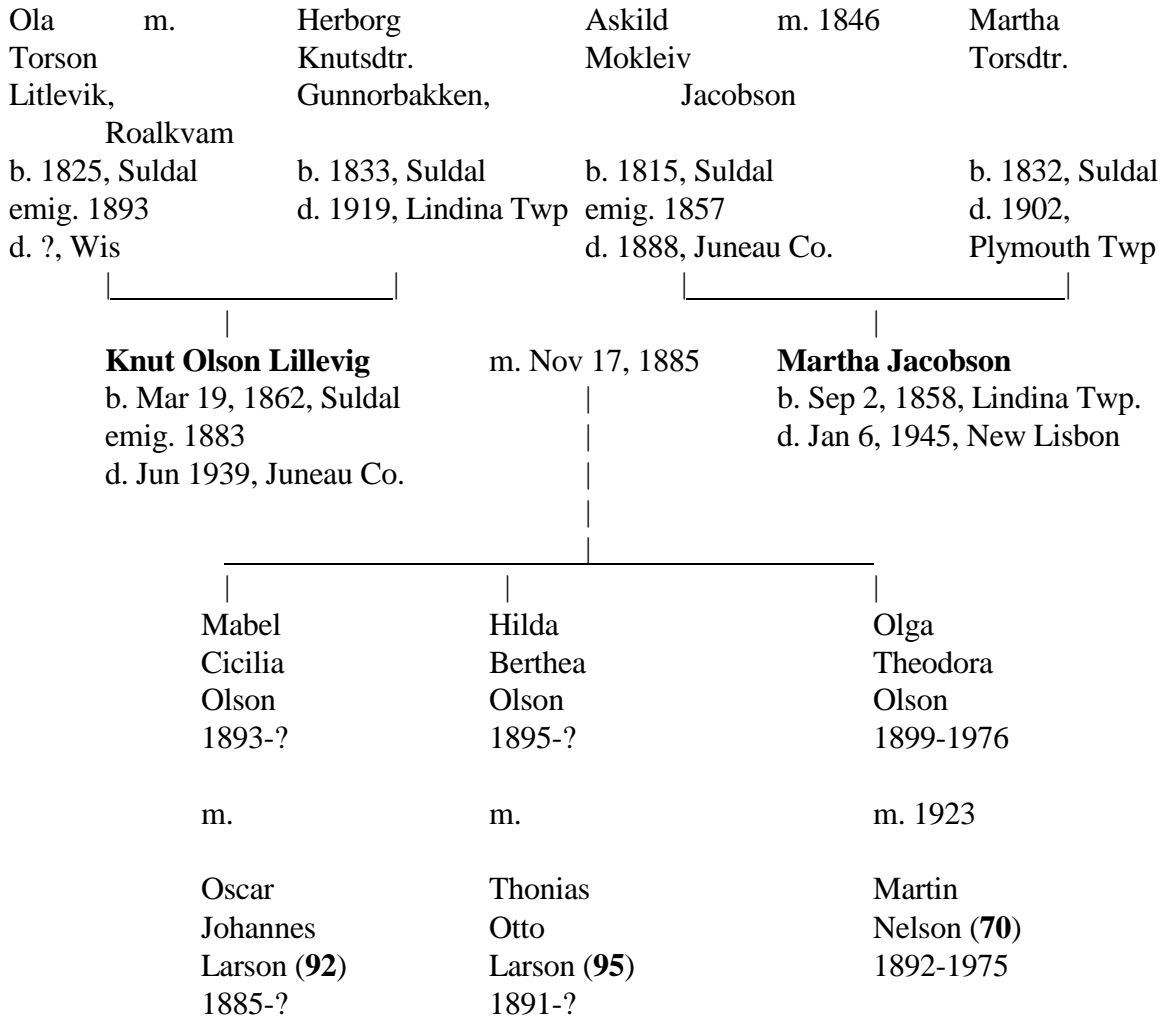 Ola m. Herborg Askild m. 1846 Martha
Torson Knutsdtr. Mokleiv Torsdtr.
Litlevik, Gunnorbakken, Jacobson
Roalkvam
b. 1825, Suldal b. 1833, Suldal b. 1815, Suldal b. 1832, Suldal
emig. 1893 d. 1919, Lindina Twp emig. 1857 d. 1902,
d. ?, Wis d. 1888, Juneau Co. Plymouth Twp
Knut Olson Lillevig m. Nov 17, 1885 Martha Jacobson
b. Mar 19, 1862, Suldal b. Sep 2, 1858, Lindina Twp.
emig. 1883 d. Jan 6, 1945, New Lisbon
d. Jun 1939, Juneau Co.
Mabel Hilda Olga
Cicilia Berthea Theodora
Olson Olson Olson
1893-? 1895-? 1899-1976
m. m. m. 1923
Oscar Thonias Martin
Johannes Otto Nelson (70)
Larson (92) Larson (95) 1892-1975
1885-? 1891-?